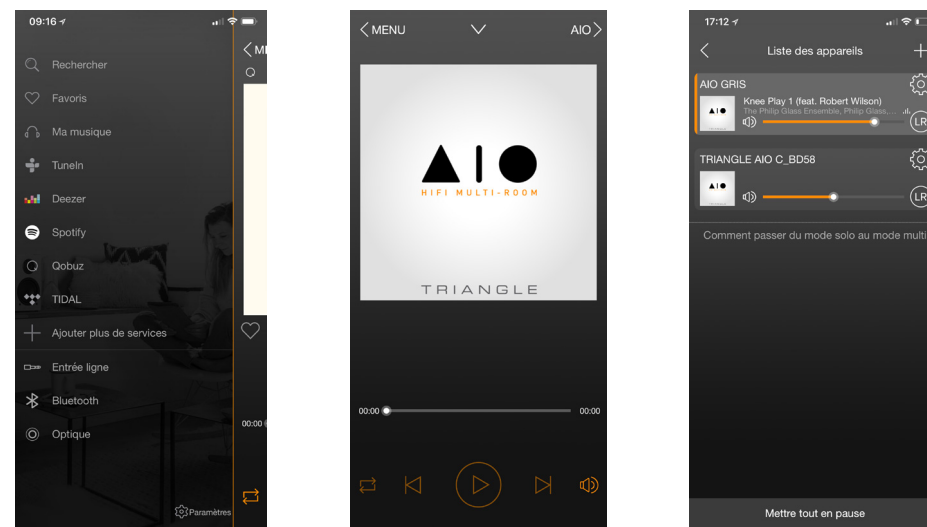 09:16
< ME
Rechercher
Favoris
Ma musique
TuneIn
Deezer
Spotify
Qobuz
TIDAL
Ajouter plus de services
Entrée ligne
Bluetooth
Optique
00:00
Paramètres
MENU
AIO
AIO
HIFI MULTI-ROOM
TRIANGLE
00:00 00:00
17:12
Liste des appareils
AIO GRIS
AIO
Knee Play 1 (feat. Robert Wilson)
The Philip Glass Ensemble, Philip Glass,...
LR
TRIANGLE AIO C_BD58
AIO
LR
Comment passer du mode solo au mode multi
Mettre tout en pause